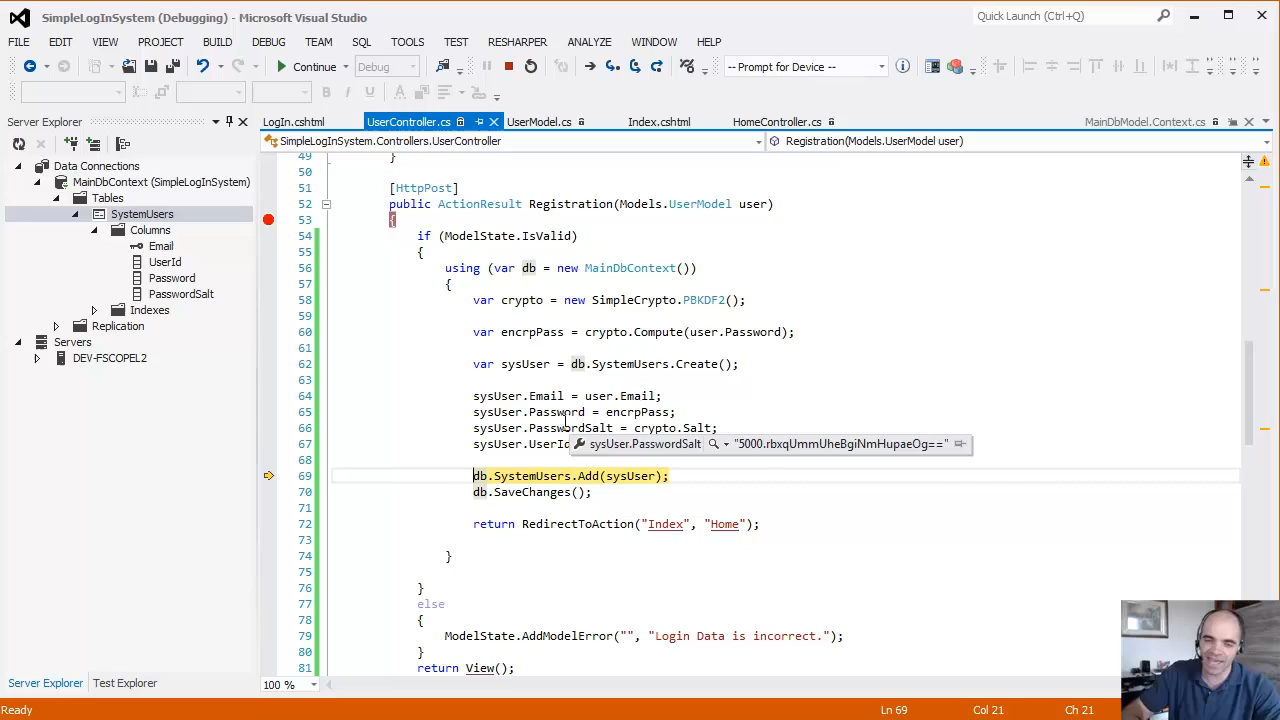 SimpleLogInSystem (Debugging) - Microsoft Visual Studio
Quick Launch (Ctrl+Q)
FILE EDIT VIEW PROJECT BUILD DEBUG TEAM SQL TOOLS TEST RESHARPER ANALYZE WINDOW HELP
Continue Debug -- Prompt for Device --
Server Explorer
LogIn.cshtml UserController.cs UserModel.cs Index.cshtml HomeController.cs MainDbModel.Context.cs
SimpleLogInSystem.Controllers.UserController Registration(Models.UserModel user)
Data Connections
MainDbContext (SimpleLogInSystem)
Tables
SystemUsers
Columns
Email
UserId
Password
PasswordSalt
Indexes
Replication
Servers
DEV-FSCOPEL2
49 }
50
51 [HttpPost]
52 public ActionResult Registration(Models.UserModel user)
53 {
54 if (ModelState.IsValid)
55 {
56 using (var db = new MainDbContext())
57 {
58 var crypto = new SimpleCrypto.PBKDF2();
59
60 var encrpPass = crypto.Compute(user.Password);
61
62 var sysUser = db.SystemUsers.Create();
63
64 sysUser.Email = user.Email;
65 sysUser.Password = encrpPass;
66 sysUser.PasswordSalt = crypto.Salt;
67 sysUser.UserId
sysUser.PasswordSalt "5000.rbxqUmmUheBgiNmHupaeOg=="
68
69 db.SystemUsers.Add(sysUser);
70 db.SaveChanges();
71
72 return RedirectToAction("Index", "Home");
73
74 }
75
76 }
77 else
78 {
79 ModelState.AddModelError("", "Login Data is incorrect.");
80 }
81 return View();
Server Explorer Test Explorer
100 %
Ready Ln 69 Col 21 Ch 21